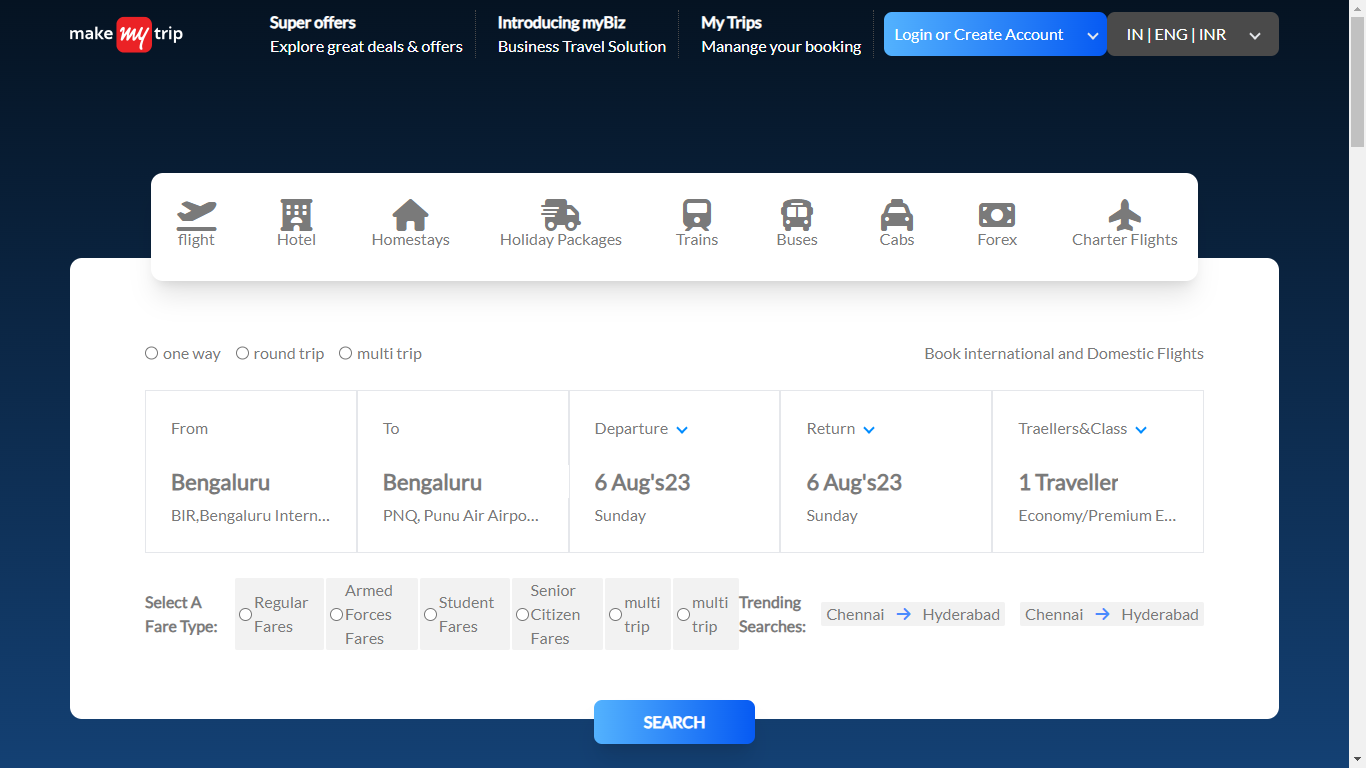 make my trip
Super offers
Explore great deals & offers
Introducing myBiz
Business Travel Solution
My Trips
Manange your booking
Login or Create Account
IN | ENG | INR
flight
Hotel
Homestays
Holiday Packages
Trains
Buses
Cabs
Forex
Charter Flights
one way
round trip
multi trip
Book international and Domestic Flights
From
Bengaluru
BIR,Bengaluru Intern...
To
Bengaluru
PNQ, Punu Air Airpo...
Departure
6 Aug's23
Sunday
Return
6 Aug's23
Sunday
Traellers&Class
1 Traveller
Economy/Premium E...
Select A
Fare Type:
Regular
Fares
Armed
Forces
Fares
Student
Fares
Senior
Citizen
Fares
multi
trip
multi
trip
Trending
Searches:
Chennai → Hyderabad
Chennai → Hyderabad
SEARCH